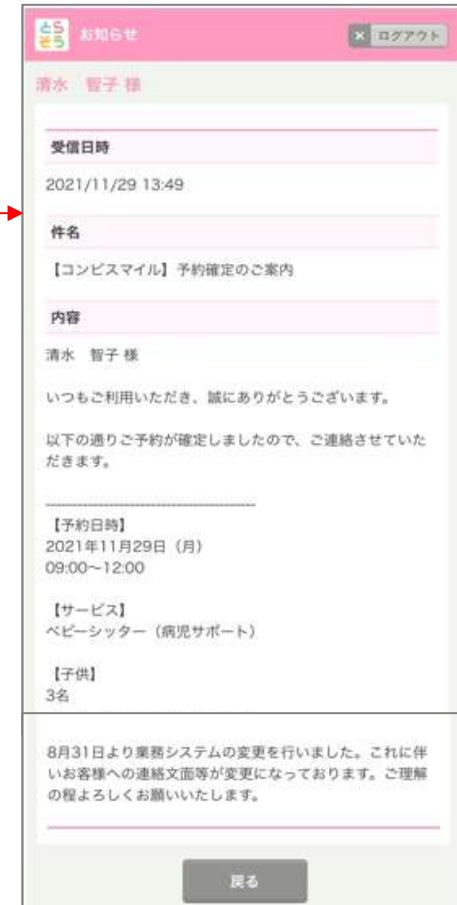 とら
そら
お知らせ
× ログアウト
清水　智子 様
受信日時
2021/11/29 13:49
件名
【コンビスマイル】予約確定のご案内
内容
清水　智子 様
いつもご利用いただき、誠にありがとうございます。
以下の通りご予約が確定しましたので、ご連絡させていた
だきます。
----------------------------------------
【予約日時】
2021年11月29日（月）
09:00～12:00
【サービス】
ベビーシッター（病児サポート）
【子供】
3名
8月31日より業務システムの変更を行いました。これに伴
いお客様への連絡文面等が変更になっております。ご理解
の程よろしくお願いいたします。
戻る